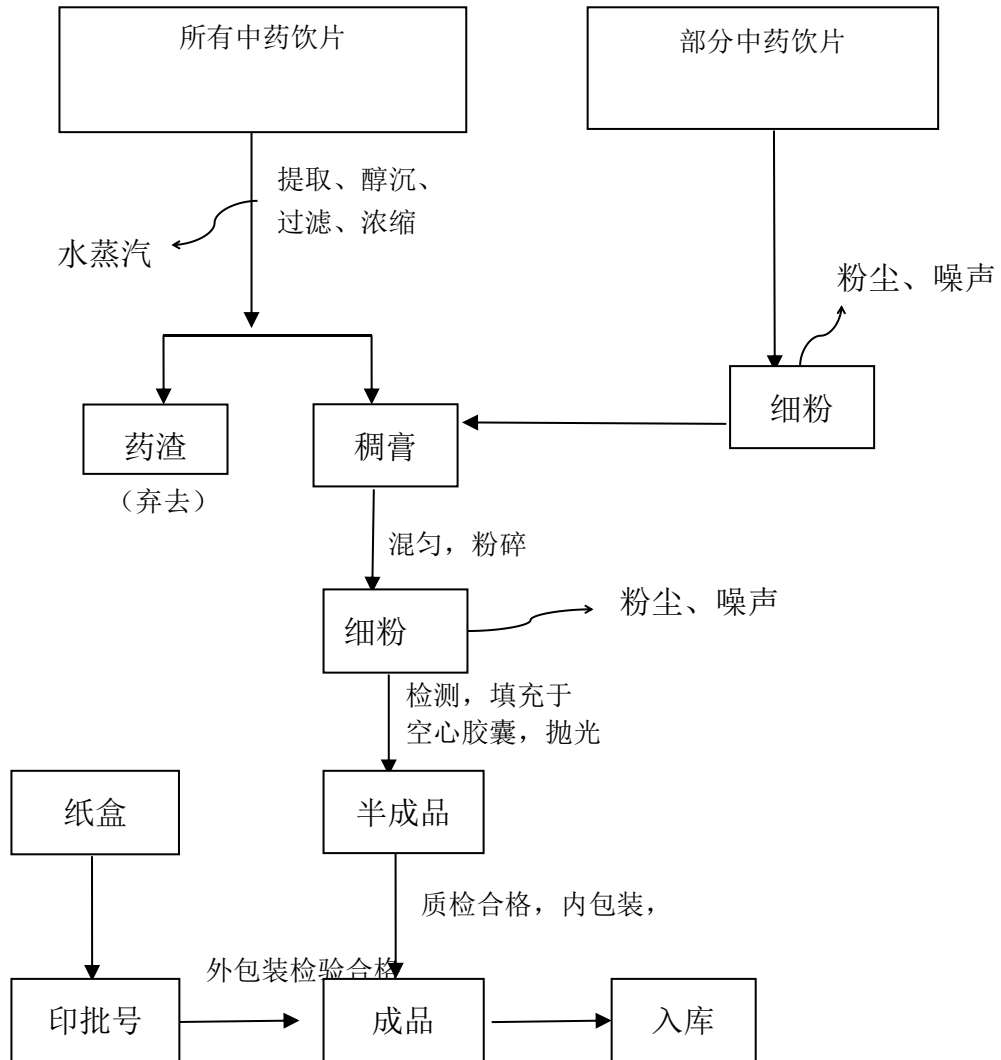 所有中药饮片
部分中药饮片
提取、醇沉、
过滤、浓缩
水蒸汽
粉尘、噪声
细粉
药渣
稠膏
（弃去）
混匀，粉碎
细粉
粉尘、噪声
检测，填充于
空心胶囊，抛光
纸盒
半成品
质检合格，内包装，
外包装检验合格
印批号
成品
入库